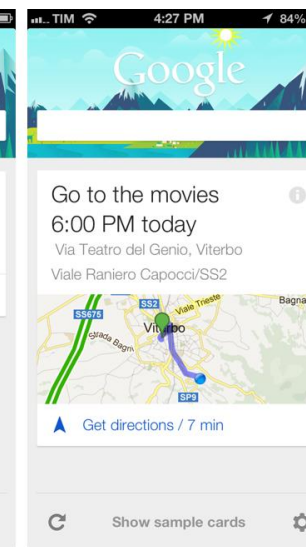 TIM 4:27 PM 84%
Google
Go to the movies
6:00 PM today
Via Teatro del Genio, Viterbo
Viale Raniero Capocci/SS2
SS675
SS2
Viale Trieste
Bagna
Viterbo
Strada Bagni
SP9
Get directions / 7 min
Show sample cards